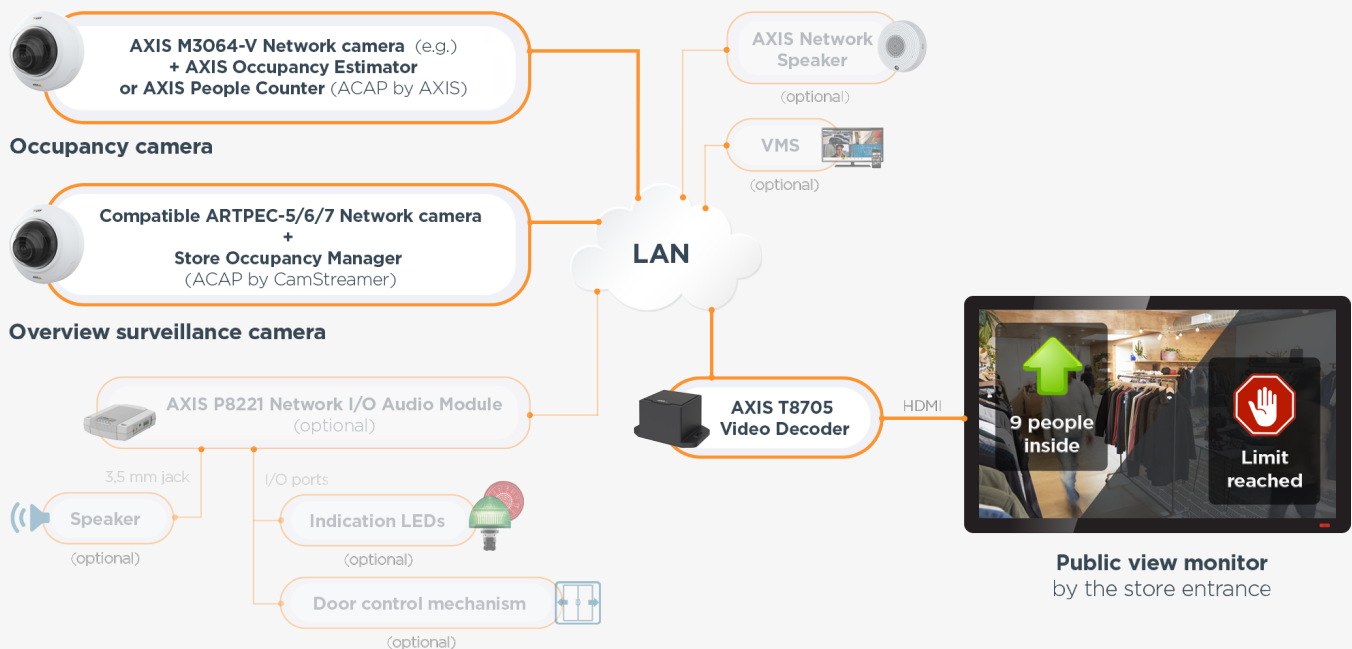 AXIS M3064-V Network camera (e.g.)
+ AXIS Occupancy Estimator
or AXIS People Counter (ACAP by AXIS)
Occupancy camera
Compatible ARTPEC-5/6/7 Network camera
+
Store Occupancy Manager
(ACAP by CamStreamer)
Overview surveillance camera
AXIS Network
Speaker
(optional)
VMS
(optional)
LAN
AXIS P8221 Network I/O Audio Module
(optional)
3,5 mm jack
I/O ports
Speaker
(optional)
Indication LEDs
(optional)
Door control mechanism
(optional)
AXIS T8705
Video Decoder
HDMI
9 people
inside
Limit
reached
Public view monitor
by the store entrance